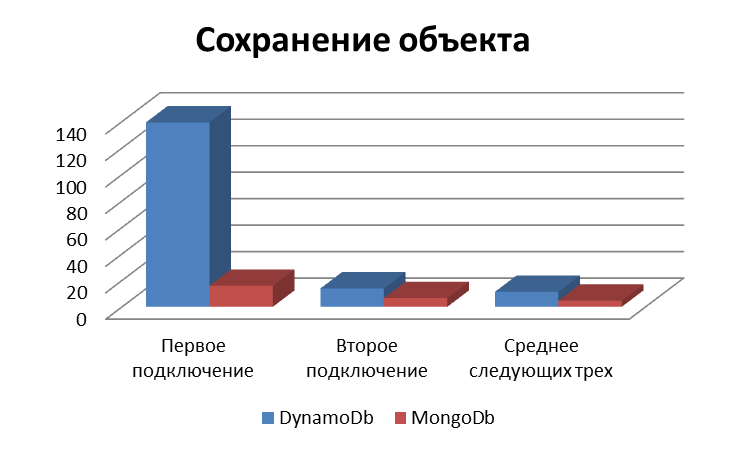 Сохранение объекта
140
120
100
80
60
40
20
0
Первое подключение
Второе подключение
Среднее следующих трех
DynamoDb
MongoDb